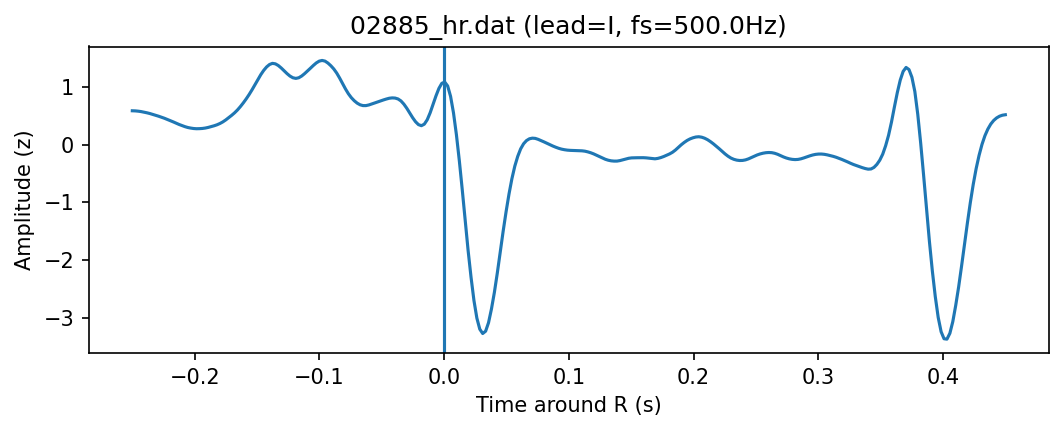 02885_hr.dat (lead=I, fs=500.0Hz)
Amplitude (z)
1
0
−1
−2
−3
−0.2 −0.1 0.0 0.1 0.2 0.3 0.4
Time around R (s)